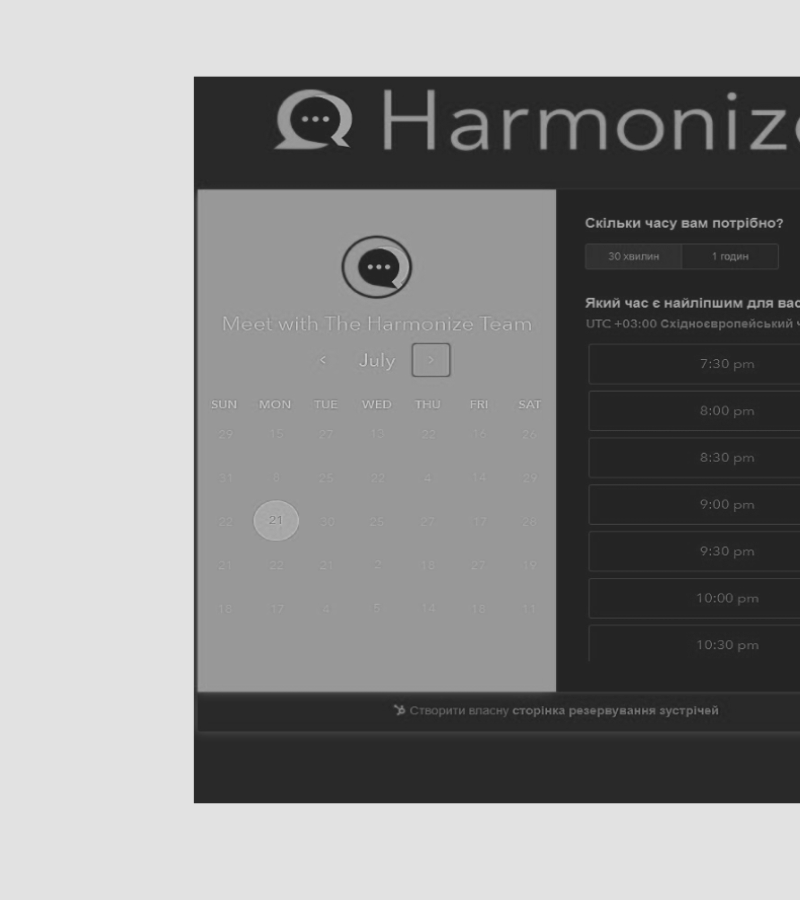 Harmonize
Meet with The Harmonize Team
< July >
SUN MON TUE WED THU FRI SAT
29 15 27 13 22 16 26
31 6 25 22 4 14 29
22 21 30 25 27 17 28
21 22 21 2 16 27 19
18 17 4 5 14 18 11
Скільки часу вам потрібно?
30 хвилин 1 годин
Який час є найліпшим для вас
UTC +03:00 Східноєвропейський ч
7:30 pm
8:00 pm
8:30 pm
9:00 pm
9:30 pm
10:00 pm
10:30 pm
Створити власну сторінка резервування зустрічей